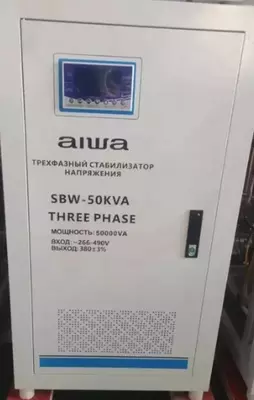 aiwa
ТРЕХФАЗНЫЙ СТАБИЛИЗАТОР
НАПРЯЖЕНИЯ
SBW-50KVA
THREE PHASE
МОЩНОСТЬ: 50000VA
ВХОД: ~266-490V
ВЫХОД: 380±3%